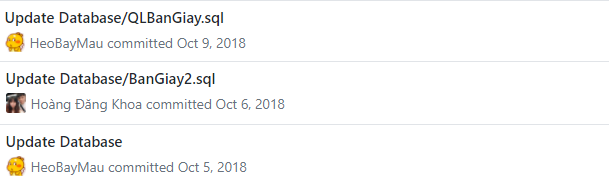 Update Database/QLBanGiay.sql
HeoBayMau committed Oct 9, 2018
Update Database/BanGiay2.sql
Hoàng Đăng Khoa committed Oct 6, 2018
Update Database
HeoBayMau committed Oct 5, 2018